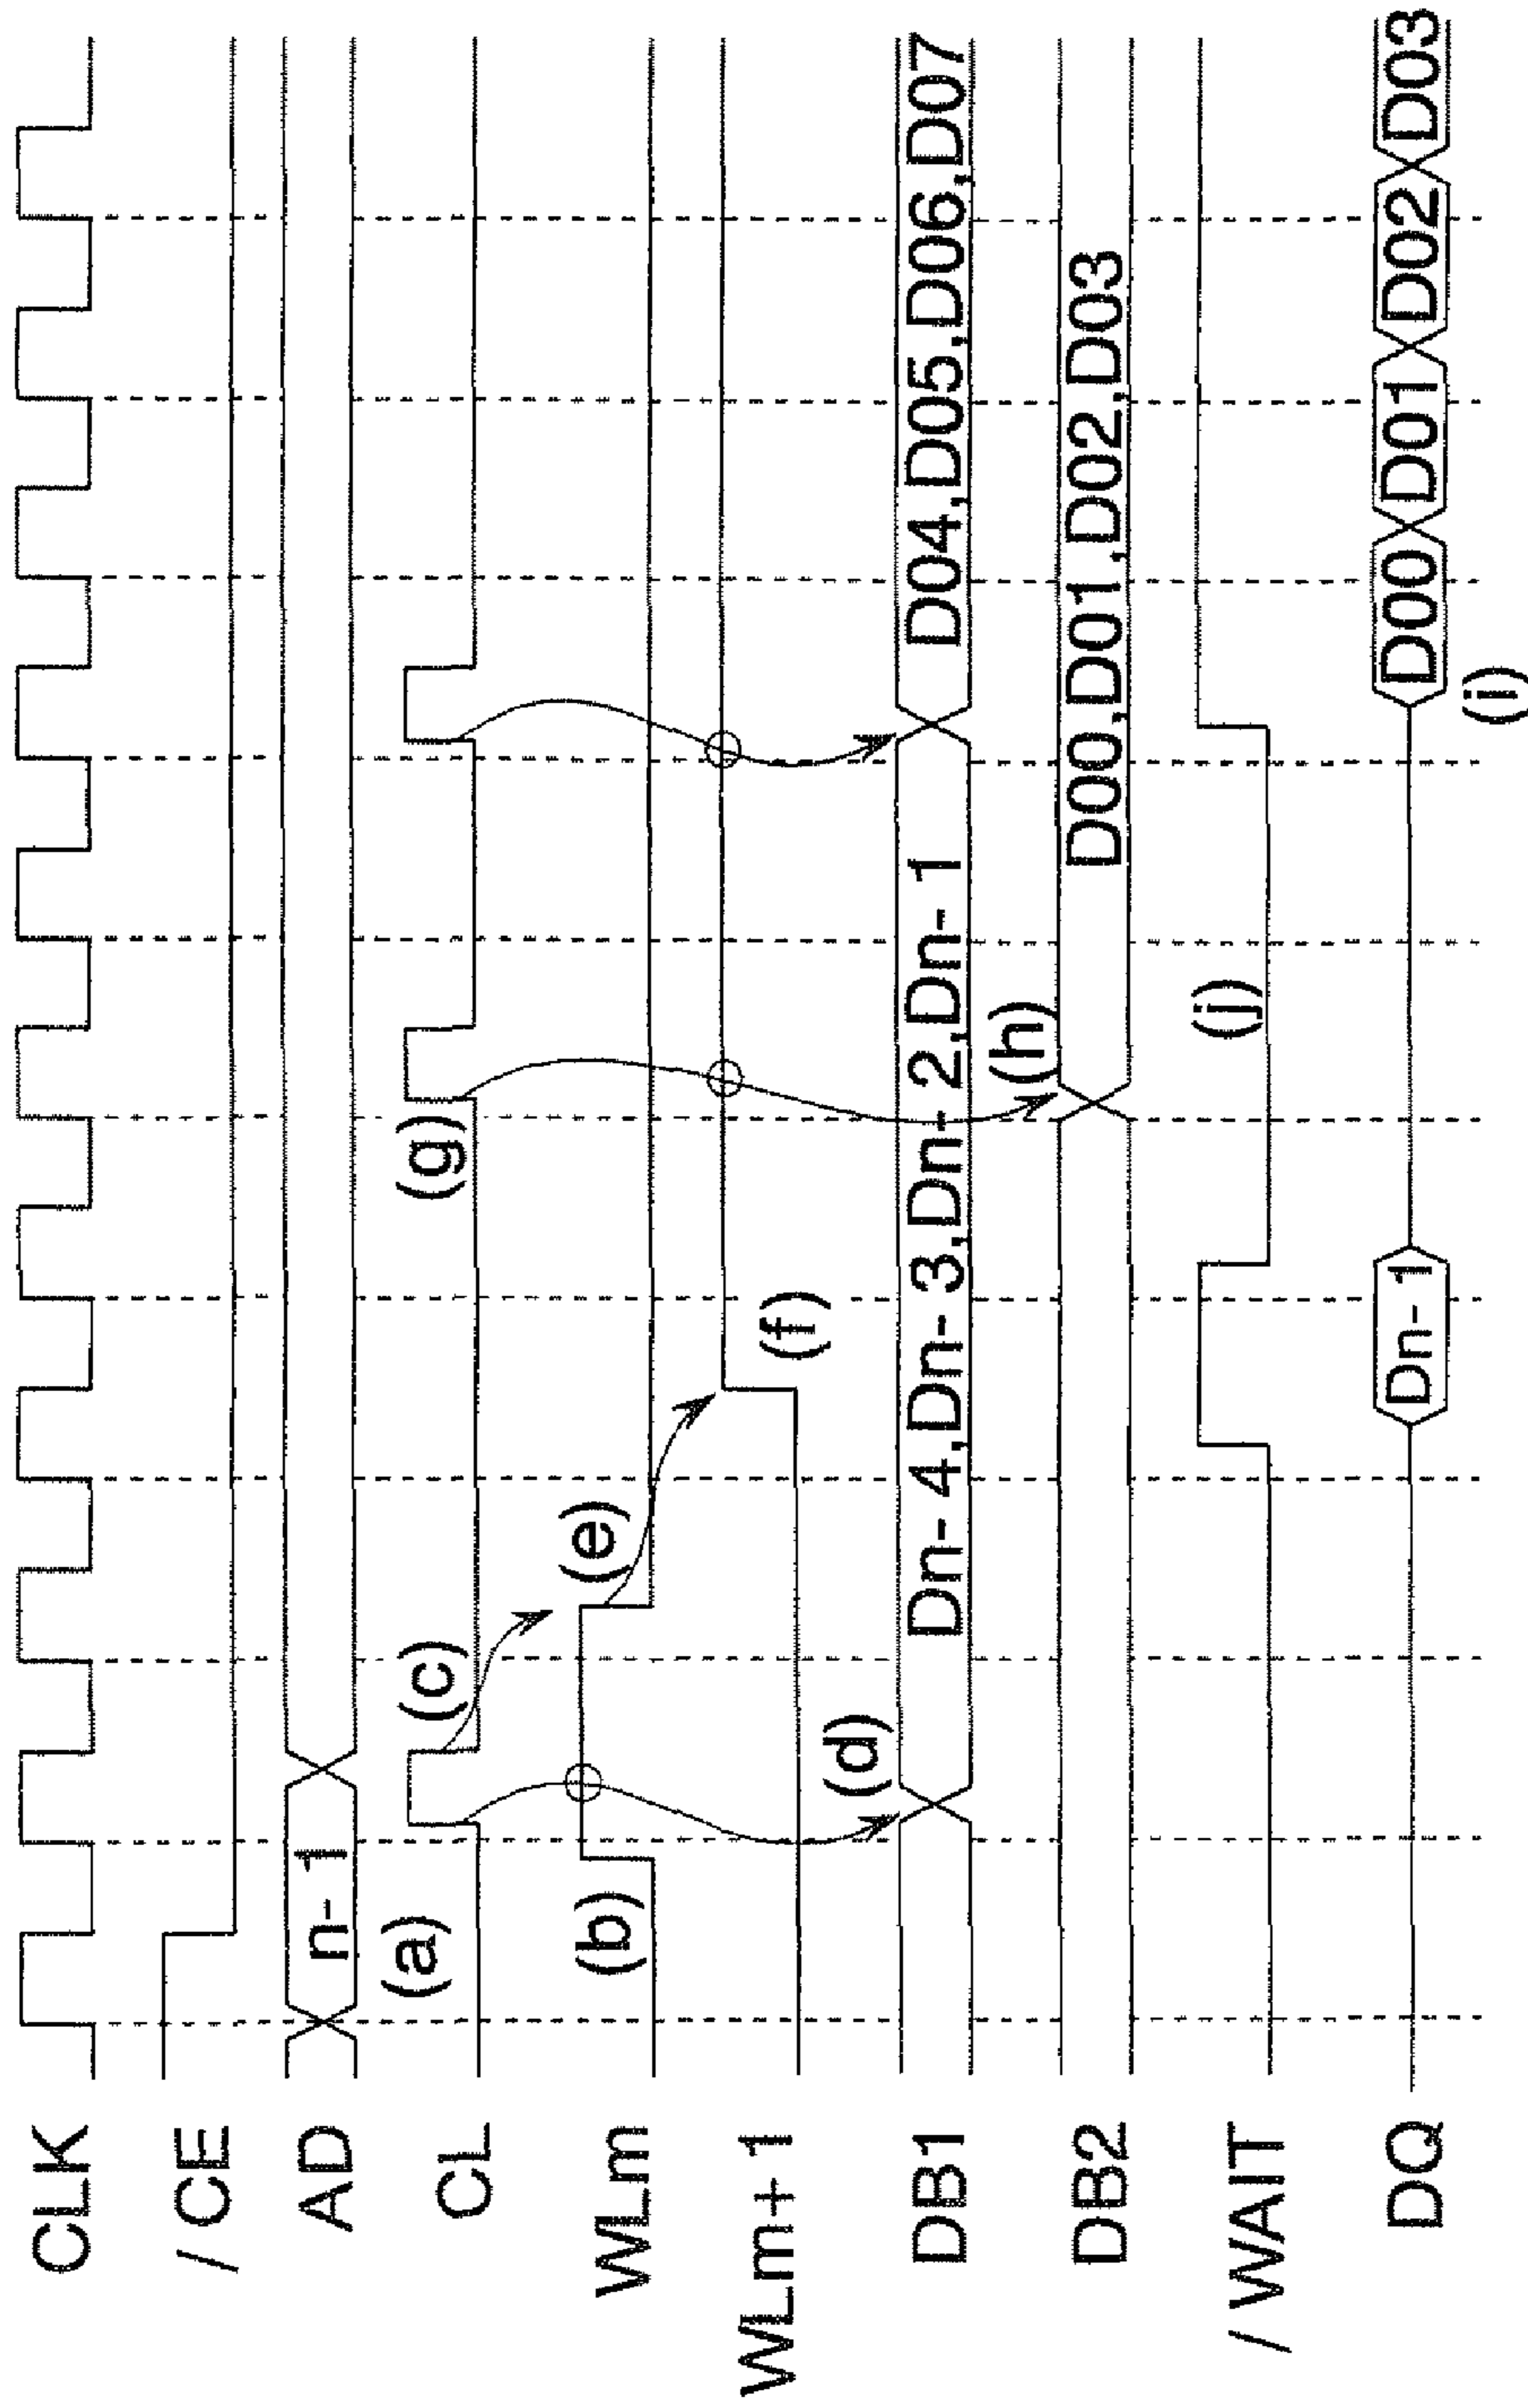 CLK
/ CE
AD
n- 1
(a)
CL
(c)
(g)
WLm
(b)
(e)
WLm+ 1
(f)
DB1
(d)
Dn- 4,Dn- 3,Dn- 2,Dn- 1
D04,D05,D06,D07
DB2
(h)
D00,D01,D02,D03
/ WAIT
(j)
DQ
Dn- 1
D00
D01
D02
D03
(i)